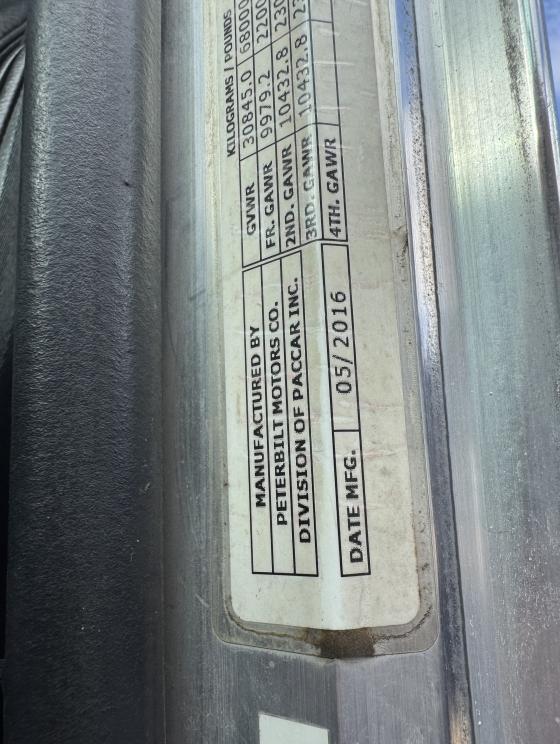 MANUFACTURED BY
PETERBILT MOTORS CO.
DIVISION OF PACCAR INC.
DATE MFG. 05/2016
KILOGRAMS / POUNDS
GVWR 30845.0 68000
FR. GAWR 9979.2
2ND. GAWR 10432.8
3RD. GAWR 10432.8
4TH. GAWR